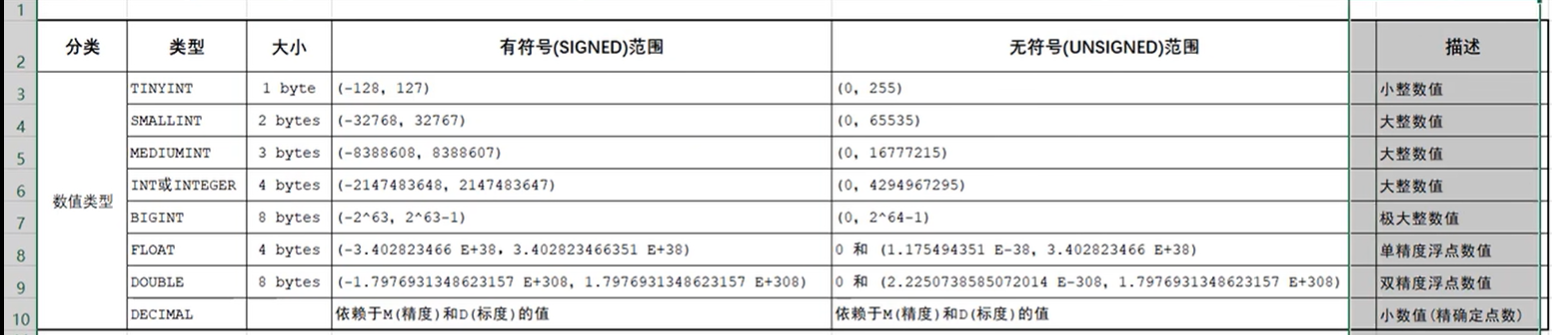 1
2 分类 类型 大小 有符号(SIGNED)范围 无符号(UNSIGNED)范围 描述
3 TINYINT 1 byte (-128, 127) (0, 255) 小整数值
4 SMALLINT 2 bytes (-32768, 32767) (0, 65535) 大整数值
5 MEDIUMINT 3 bytes (-8388608, 8388607) (0, 16777215) 大整数值
6 INT或INTEGER 4 bytes (-2147483648, 2147483647) (0, 4294967295) 大整数值
数值类型
7 BIGINT 8 bytes (-2^63, 2^63-1) (0, 2^64-1) 极大整数值
8 FLOAT 4 bytes (-3.402823466 E+38, 3.402823466351 E+38) 0 和 (1.175494351 E-38, 3.402823466 E+38) 单精度浮点数值
9 DOUBLE 8 bytes (-1.7976931348623157 E+308, 1.7976931348623157 E+308) 0 和 (2.2250738585072014 E-308, 1.7976931348623157 E+308) 双精度浮点数值
10 DECIMAL 依赖于M(精度)和D(标度)的值 依赖于M(精度)和D(标度)的值 小数值(精确定点数)